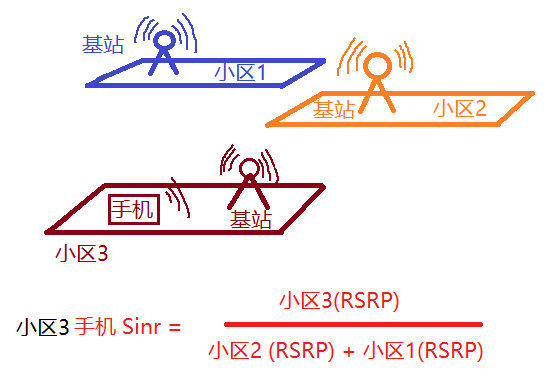 基站
小区1
基站
小区2
手机
基站
小区3
小区3 手机 Sinr =
小区3(RSRP)
小区2 (RSRP) + 小区1(RSRP)